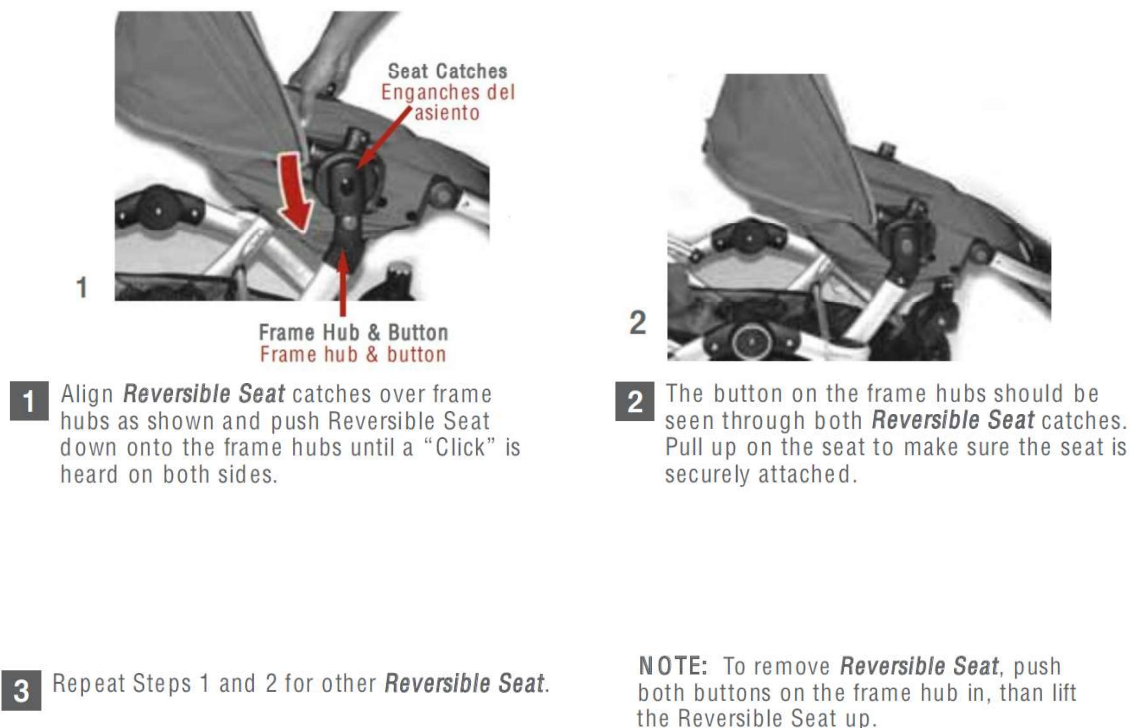 Seat Catches
Enganches del
asiento
1
Frame Hub & Button
Frame hub & button
2
1 Align Reversible Seat catches over frame
hubs as shown and push Reversible Seat
down onto the frame hubs until a “Click” is
heard on both sides.
2 The button on the frame hubs should be
seen through both Reversible Seat catches.
Pull up on the seat to make sure the seat is
securely attached.
3 Repeat Steps 1 and 2 for other Reversible Seat.
NOTE: To remove Reversible Seat, push
both buttons on the frame hub in, than lift
the Reversible Seat up.